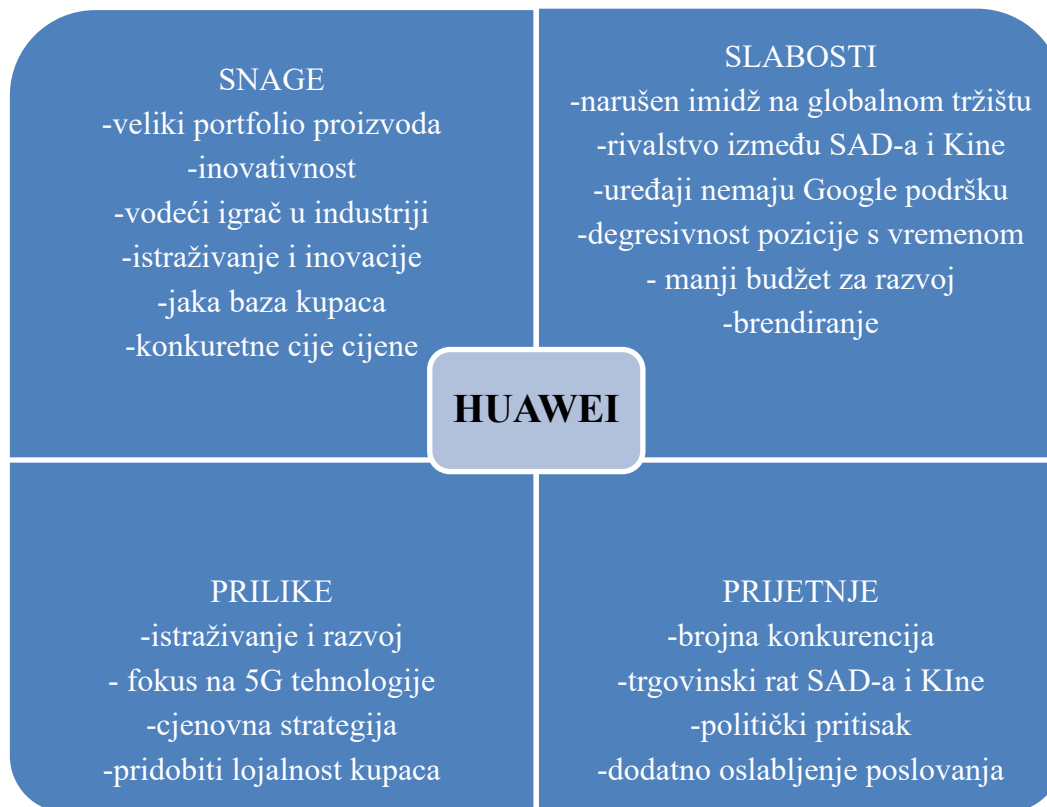 SNAGE
-veliki portfolio proizvoda
-inovativnost
-vodeći igrač u industriji
-istraživanje i inovacije
-jaka baza kupaca
-konkuretne cije cijene
SLABOSTI
-narušen imidž na globalnom tržištu
-rivalstvo između SAD-a i Kine
-uređaji nemaju Google podršku
-degresivnost pozicije s vremenom
- manji budžet za razvoj
-brendiranje
HUAWEI
PRILIKE
-istraživanje i razvoj
- fokus na 5G tehnologije
-cjenovna strategija
-pridobiti lojalnost kupaca
PRIJETNJE
-brojna konkurencija
-trgovinski rat SAD-a i KIne
-politički pritisak
-dodatno oslabljenje poslovanja